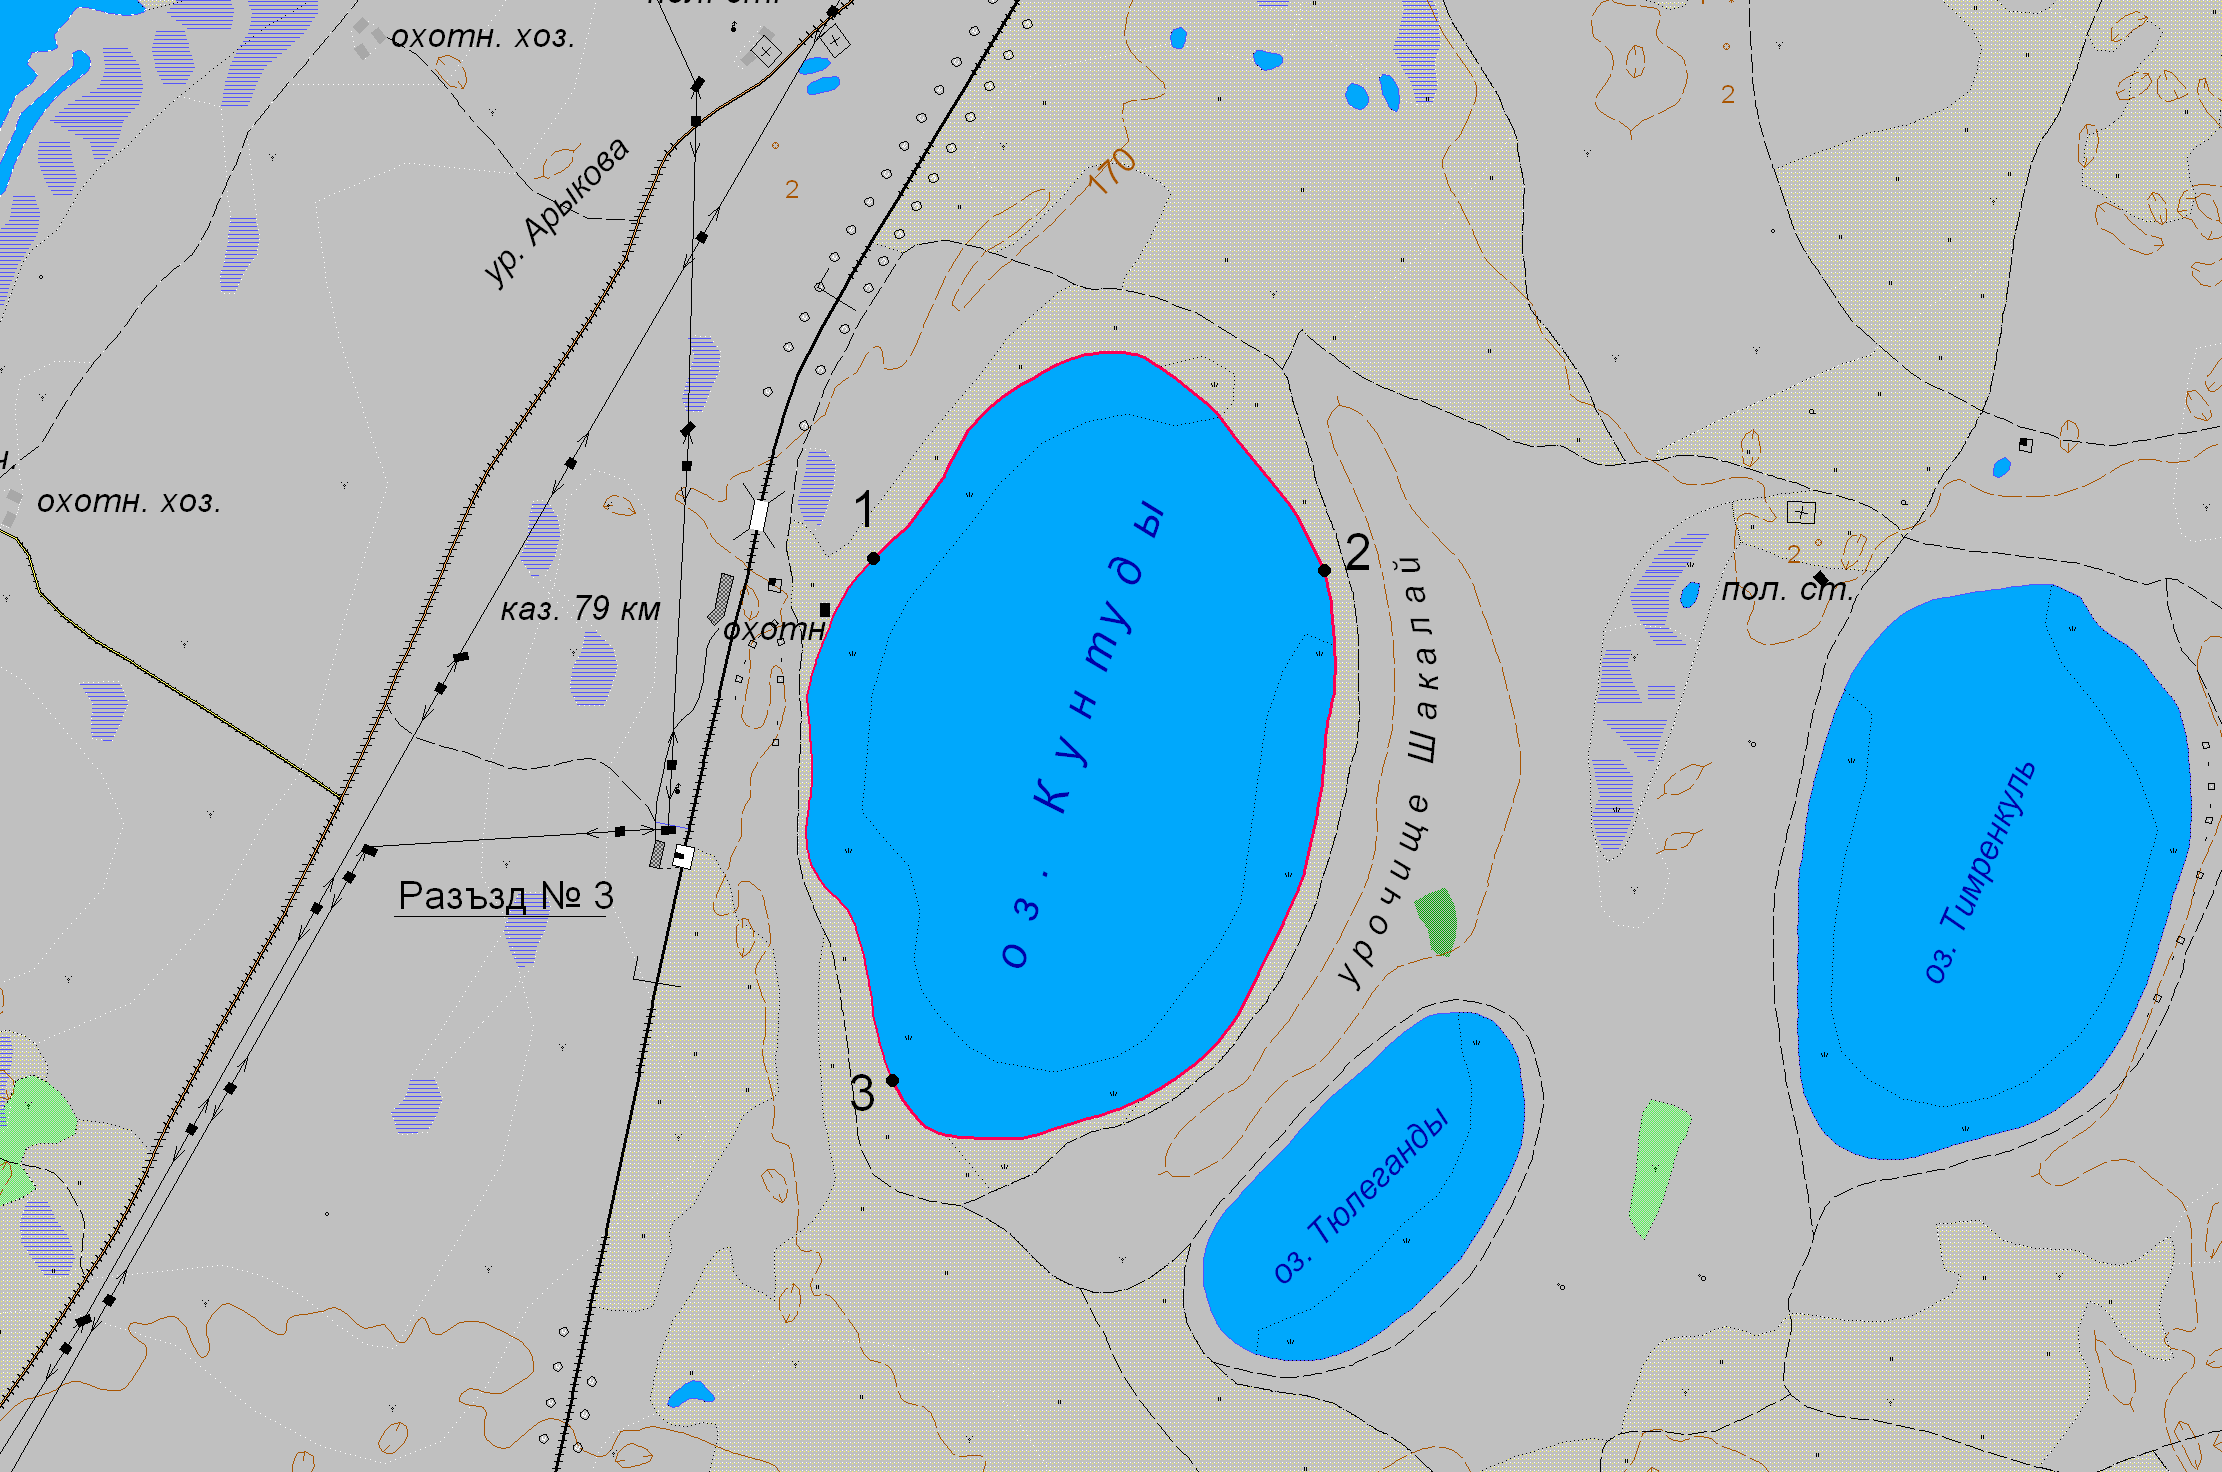 охотн. хоз.
ур. Арыкова
170
2
2
охотн. хоз.
1
2
каз. 79 км
охотн
оз. Кунтуды
урочище Шакалай
2
пол. ст.
оз. Тимренкуль
Разъзд № 3
3
оз. Тюлеганды